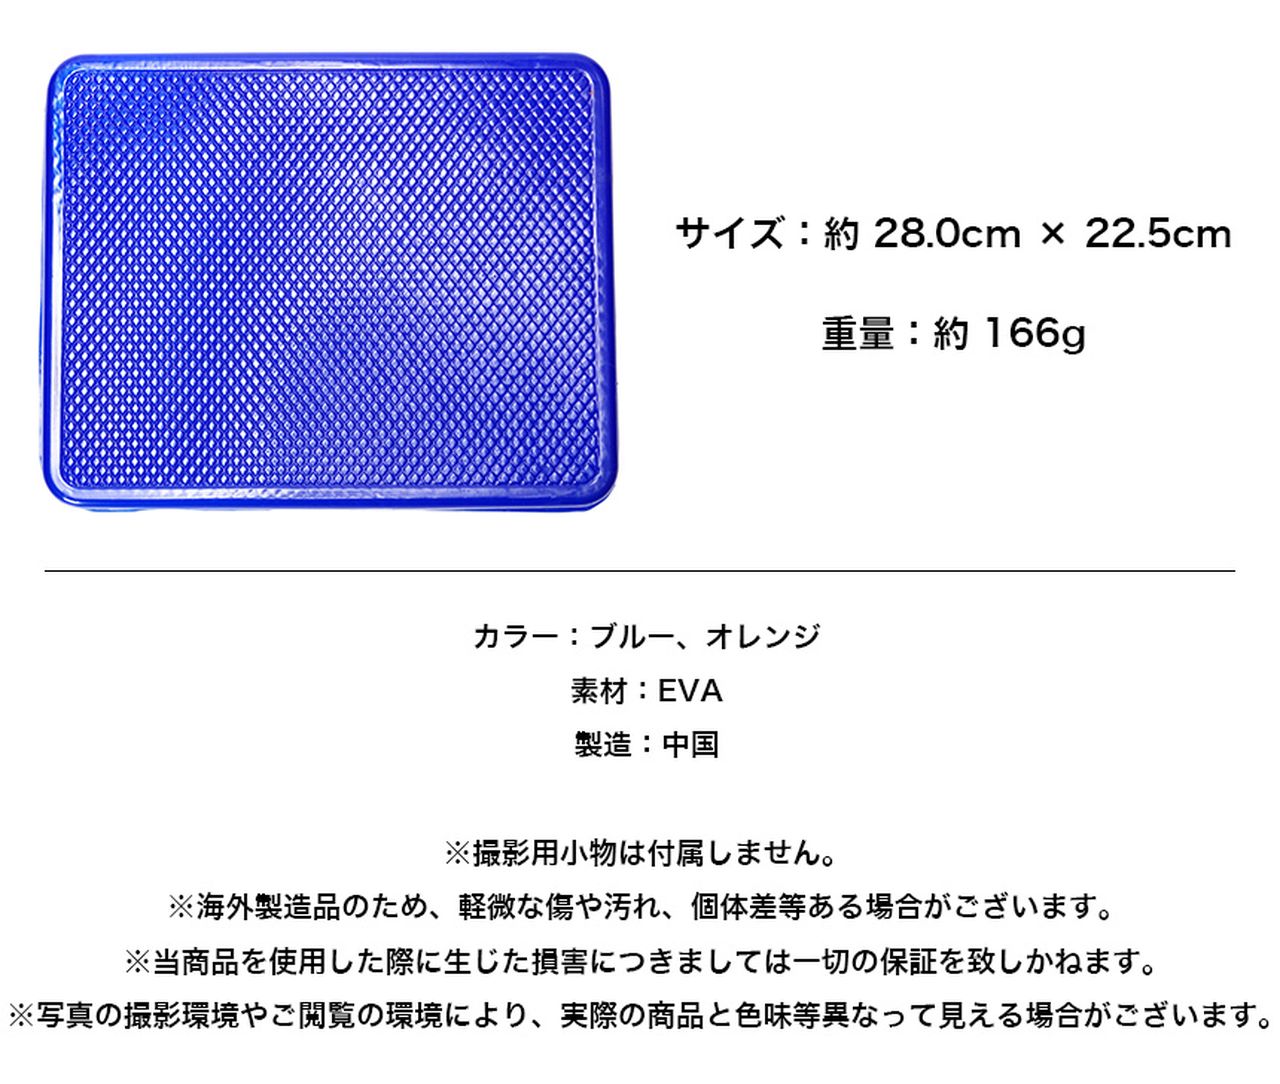 サイズ：約 28.0cm × 22.5cm
重量：約 166g
カラー：ブルー、オレンジ
素材：EVA
製造：中国
※撮影用小物は付属しません。
※海外製造品のため、軽微な傷や汚れ、個体差等ある場合がございます。
※当商品を使用した際に生じた損害につきましては一切の保証を致しかねます。
※写真の撮影環境やご閲覧の環境により、実際の商品と色味等異なって見える場合がございます。